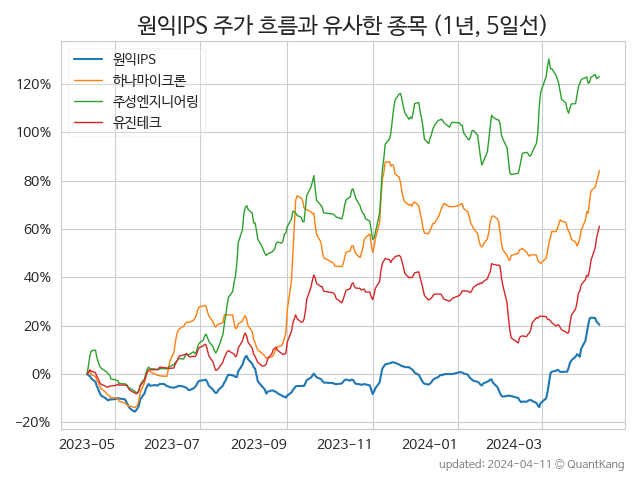 원익IPS 주가 흐름과 유사한 종목 (1년, 5일선)
원익IPS
하나마이크론
주성엔지니어링
유진테크
120%
100%
80%
60%
40%
20%
0%
−20%
2023-05
2023-07
2023-09
2023-11
2024-01
2024-03
updated: 2024-04-11 © QuantKang